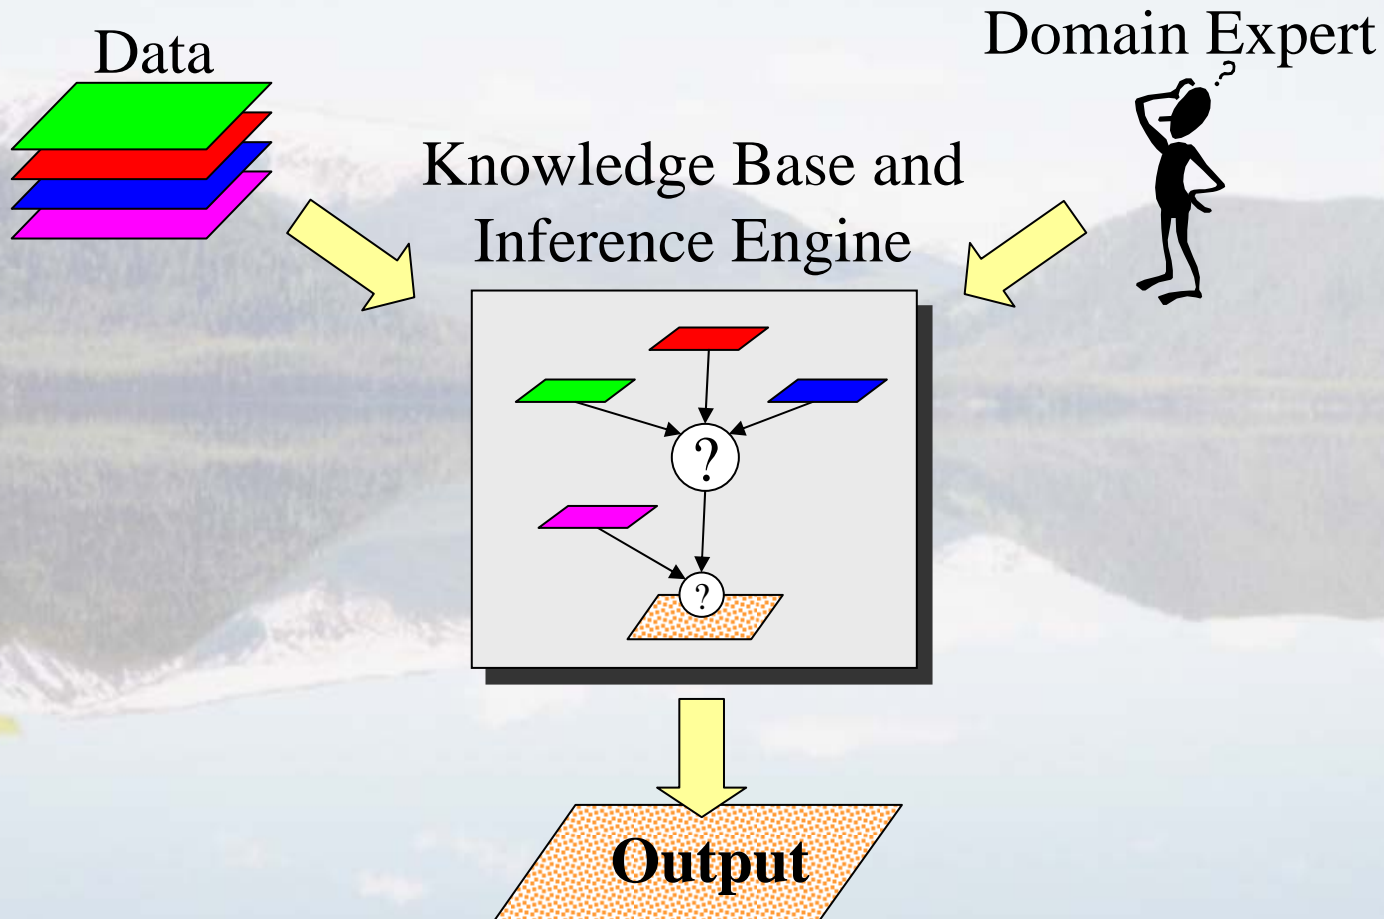 Data
Domain Expert
?
Knowledge Base and
Inference Engine
?
?
Output